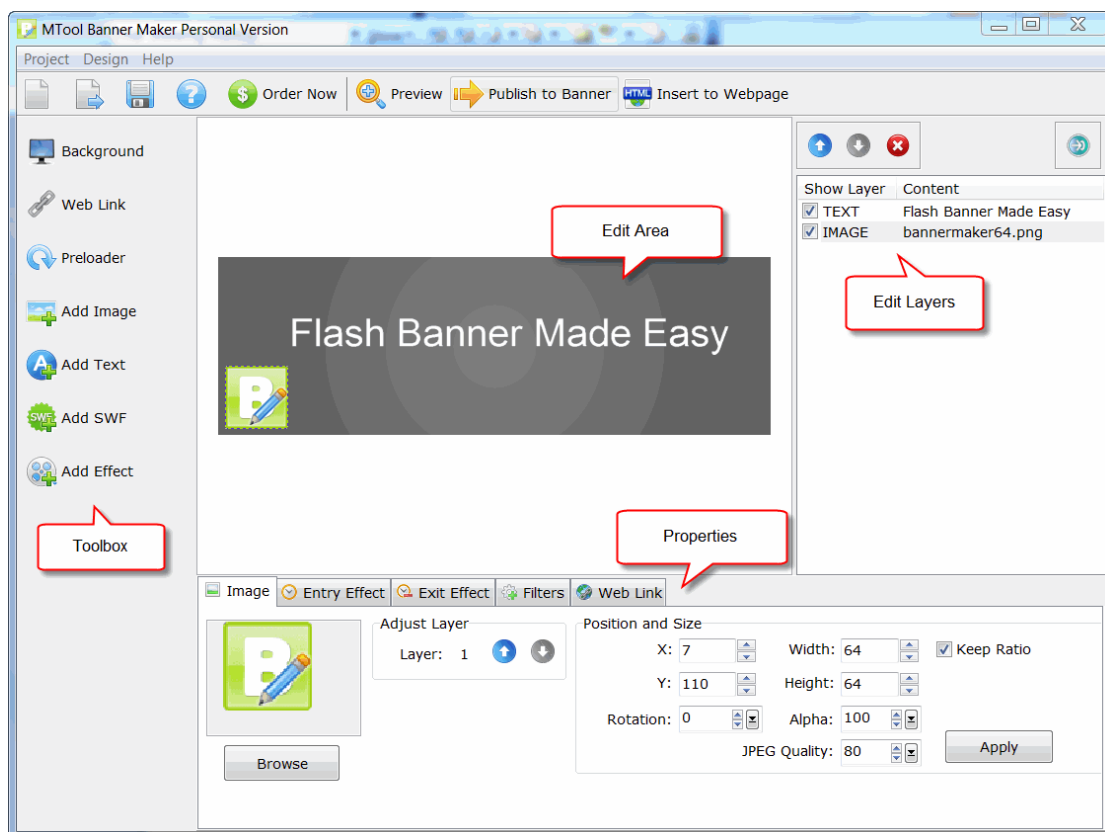 MTool Banner Maker Personal Version
Project Design Help
Order Now Preview Publish to Banner HTML Insert to Webpage
Background
Web Link
Preloader
Add Image
Add Text
SWF Add SWF
Add Effect
Toolbox
Edit Area
Flash Banner Made Easy
B
Show Layer Content
TEXT Flash Banner Made Easy
IMAGE bannermaker64.png
Edit Layers
Properties
Image Entry Effect Exit Effect Filters Web Link
B
Browse
Adjust Layer
Layer: 1
Position and Size
X: 7 Width: 64 Keep Ratio
Y: 110 Height: 64
Rotation: 0 Alpha: 100
JPEG Quality: 80 Apply